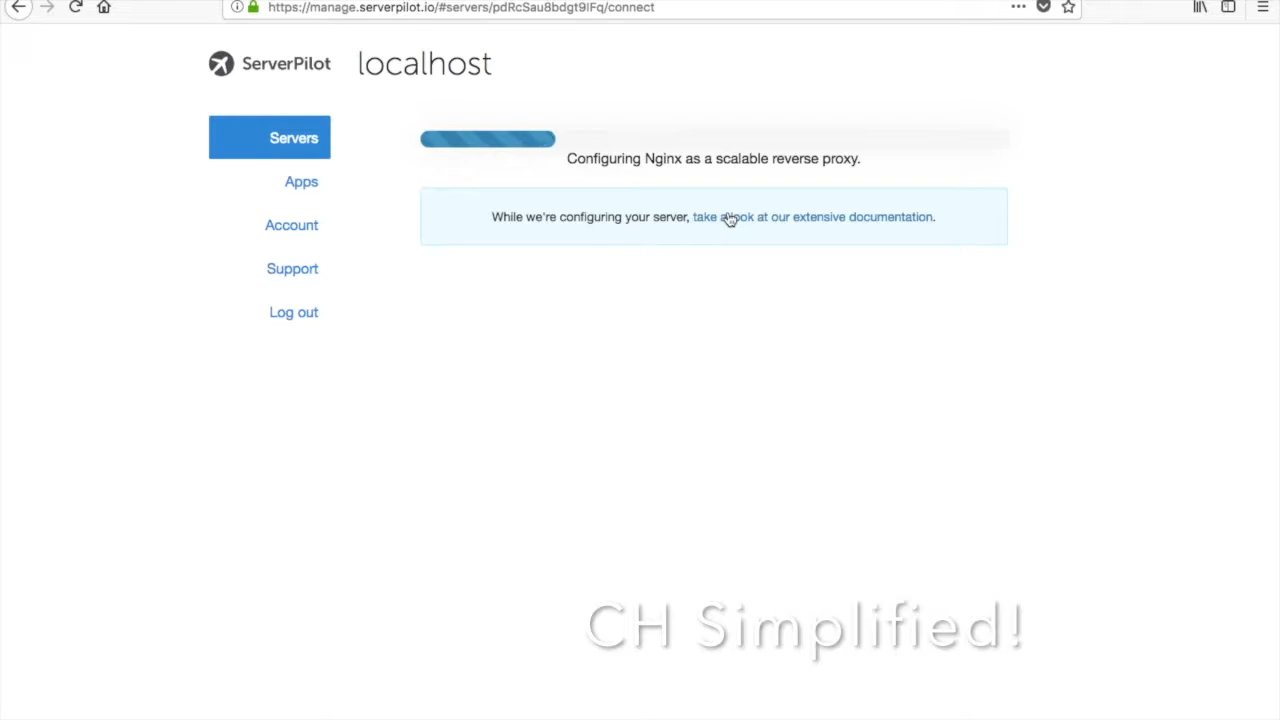 https://manage.serverpilot.io/#servers/pdRcSau8bdgt9lFq/connect
ServerPilot
localhost
Servers
Apps
Account
Support
Log out
Configuring Nginx as a scalable reverse proxy.
While we're configuring your server, take a look at our extensive documentation.
CH Simplified!